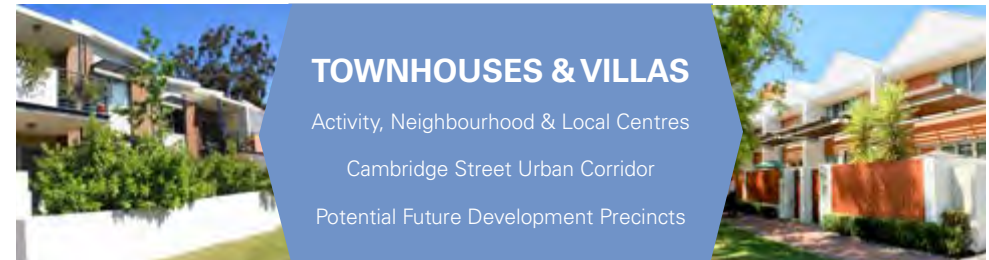 TOWNHOUSES & VILLAS
Activity, Neighbourhood & Local Centres
Cambridge Street Urban Corridor
Potential Future Development Precincts